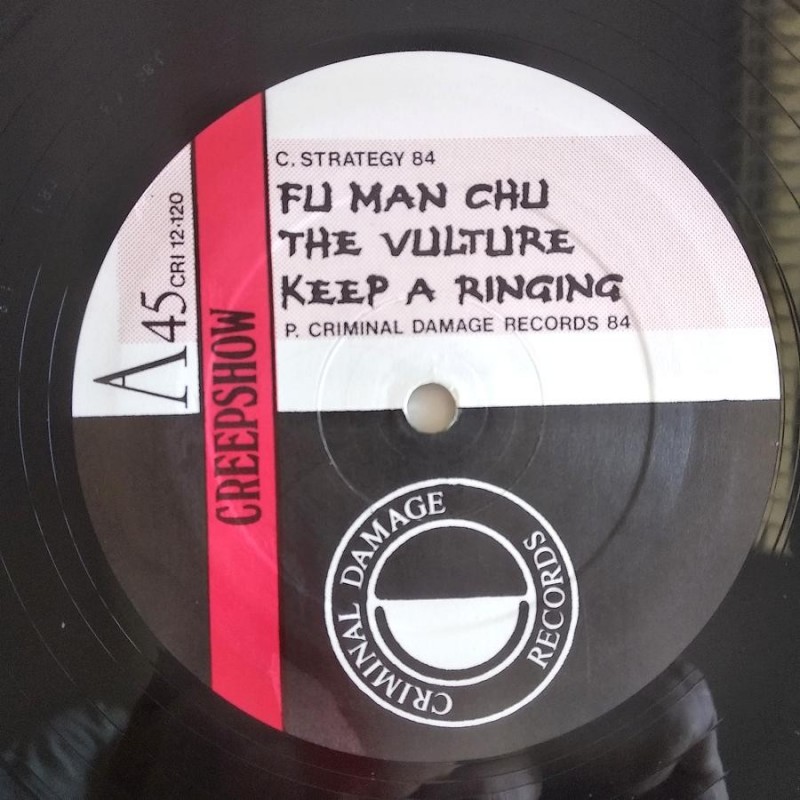 C. STRATEGY 84
FU MAN CHU
THE VULTURE
KEEP A RINGING
P. CRIMINAL DAMAGE RECORDS 84
A 45 CRI 12·120
CREEPSHOW
CRIMINAL DAMAGE RECORDS